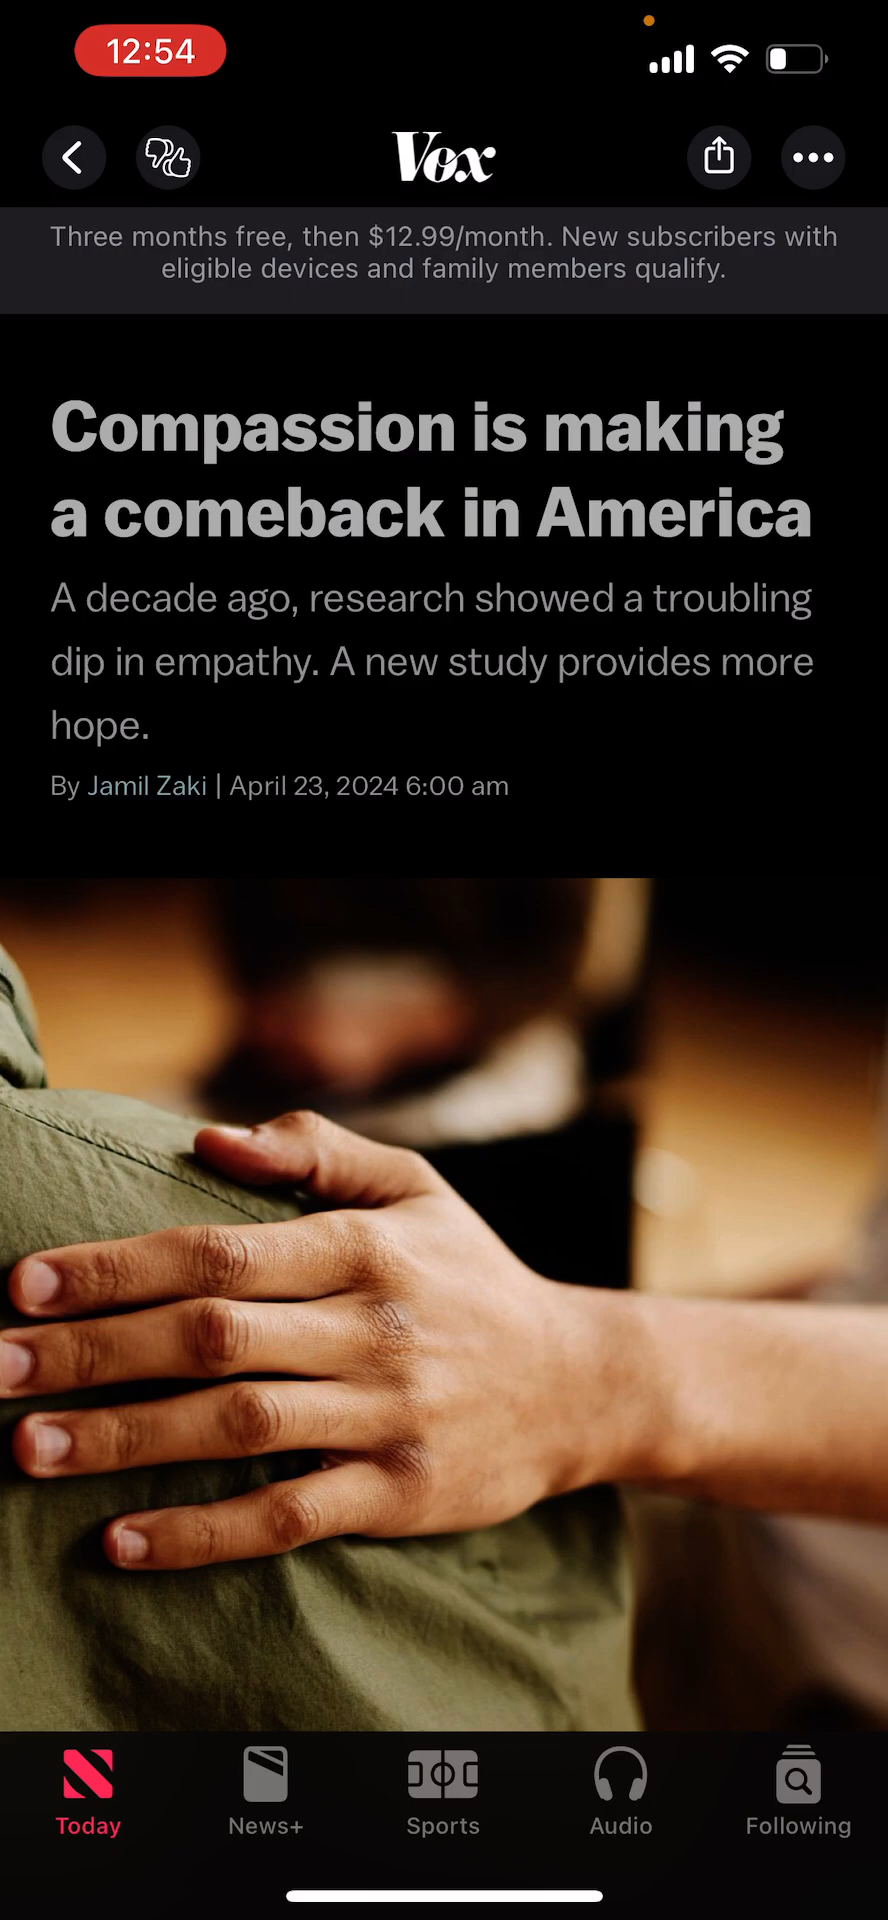 12:54
Vox
Three months free, then $12.99/month. New subscribers with
eligible devices and family members qualify.
Compassion is making
a comeback in America
A decade ago, research showed a troubling
dip in empathy. A new study provides more
hope.
By Jamil Zaki | April 23, 2024 6:00 am
Today
News+
Sports
Audio
Following